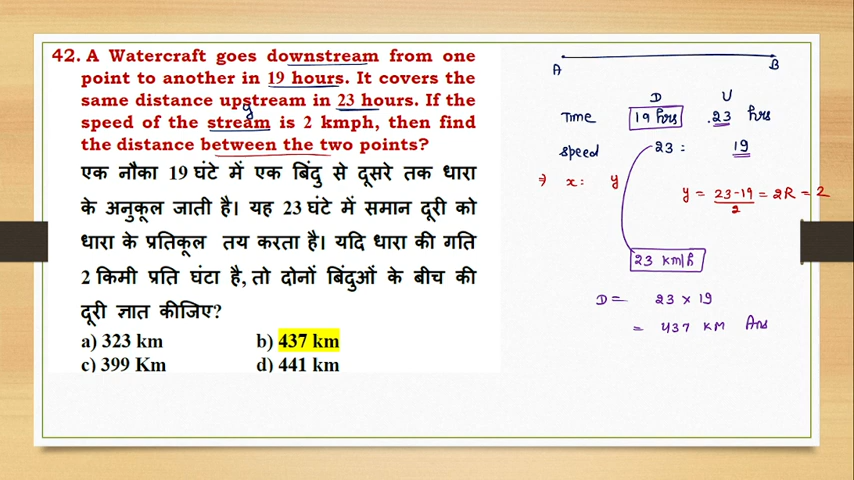 42. A Watercraft goes downstream from one
point to another in 19 hours. It covers the
same distance upstream in 23 hours. If the
speed of the stream is 2 kmph, then find
the distance between the two points?
एक नौका 19 घंटे में एक बिंदु से दूसरे तक धारा
के अनुकूल जाती है। यह 23 घंटे में समान दूरी को
धारा के प्रतिकूल तय करता है। यदि धारा की गति
2 किमी प्रति घंटा है, तो दोनों बिंदुओं के बीच की
दूरी ज्ञात कीजिए?
a) 323 km b) 437 km
c) 399 Km d) 441 km
y
A B
D U
Time 19 hrs . 23 hrs
speed 23 : 19
⇒ x : y
y = 23-19/2 = 2R = 2
23 km/h
D = 23 × 19
= 437 KM Ans